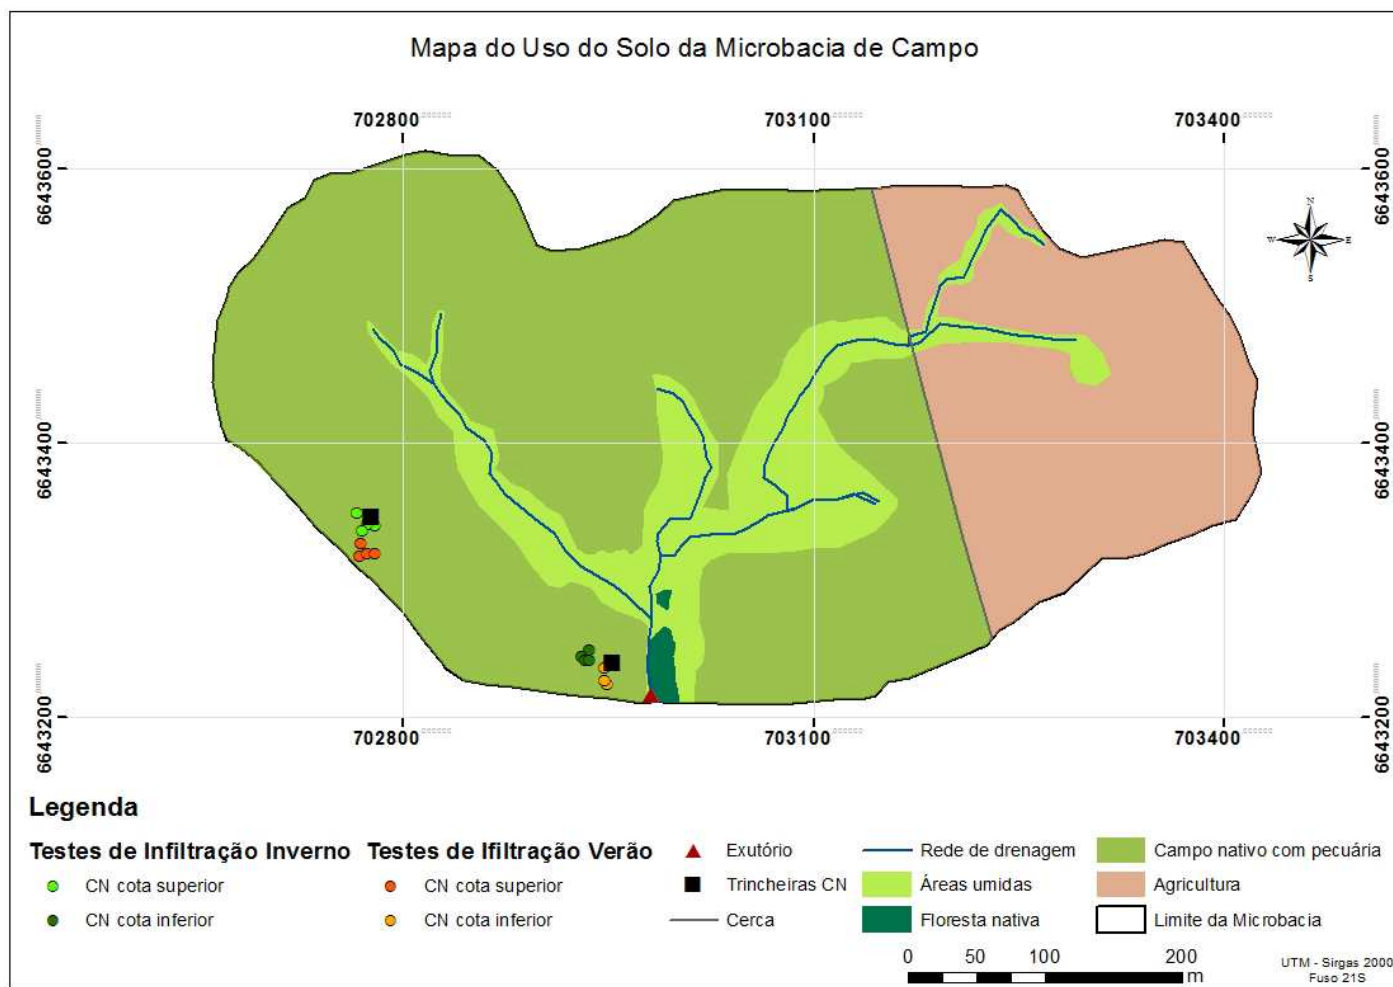 Mapa do Uso do Solo da Microbacia de Campo
702800 703100 703400
6643600 6643600
N
W E
S
6643400 6643400
6643200 6643200
702800 703100 703400
Legenda
Testes de Infiltração Inverno
CN cota superior
CN cota inferior
Testes de Ifiltração Verão
CN cota superior
CN cota inferior
Exutório
Trincheiras CN
Cerca
Rede de drenagem
Áreas umidas
Floresta nativa
Campo nativo com pecuária
Agricultura
Limite da Microbacia
0 50 100 200
m
UTM - Sirgas 2000
Fuso 21S